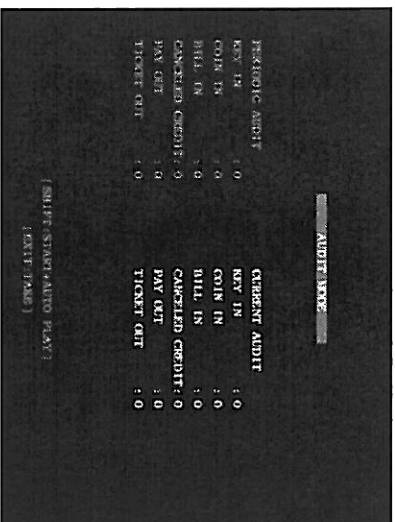 AUDIT MODE
PERIODIC AUDIT
KEY IN : 0
COIN IN : 0
BILL IN : 0
CANCELED CREDIT: 0
PAY OUT : 0
TICKET OUT : 0
CURRENT AUDIT
KEY IN : 0
COIN IN : 0
BILL IN : 0
CANCELED CREDIT: 0
PAY OUT : 0
TICKET OUT : 0
[SHIFT:START+AUTO PLAY]
[EXIT:TAKE]